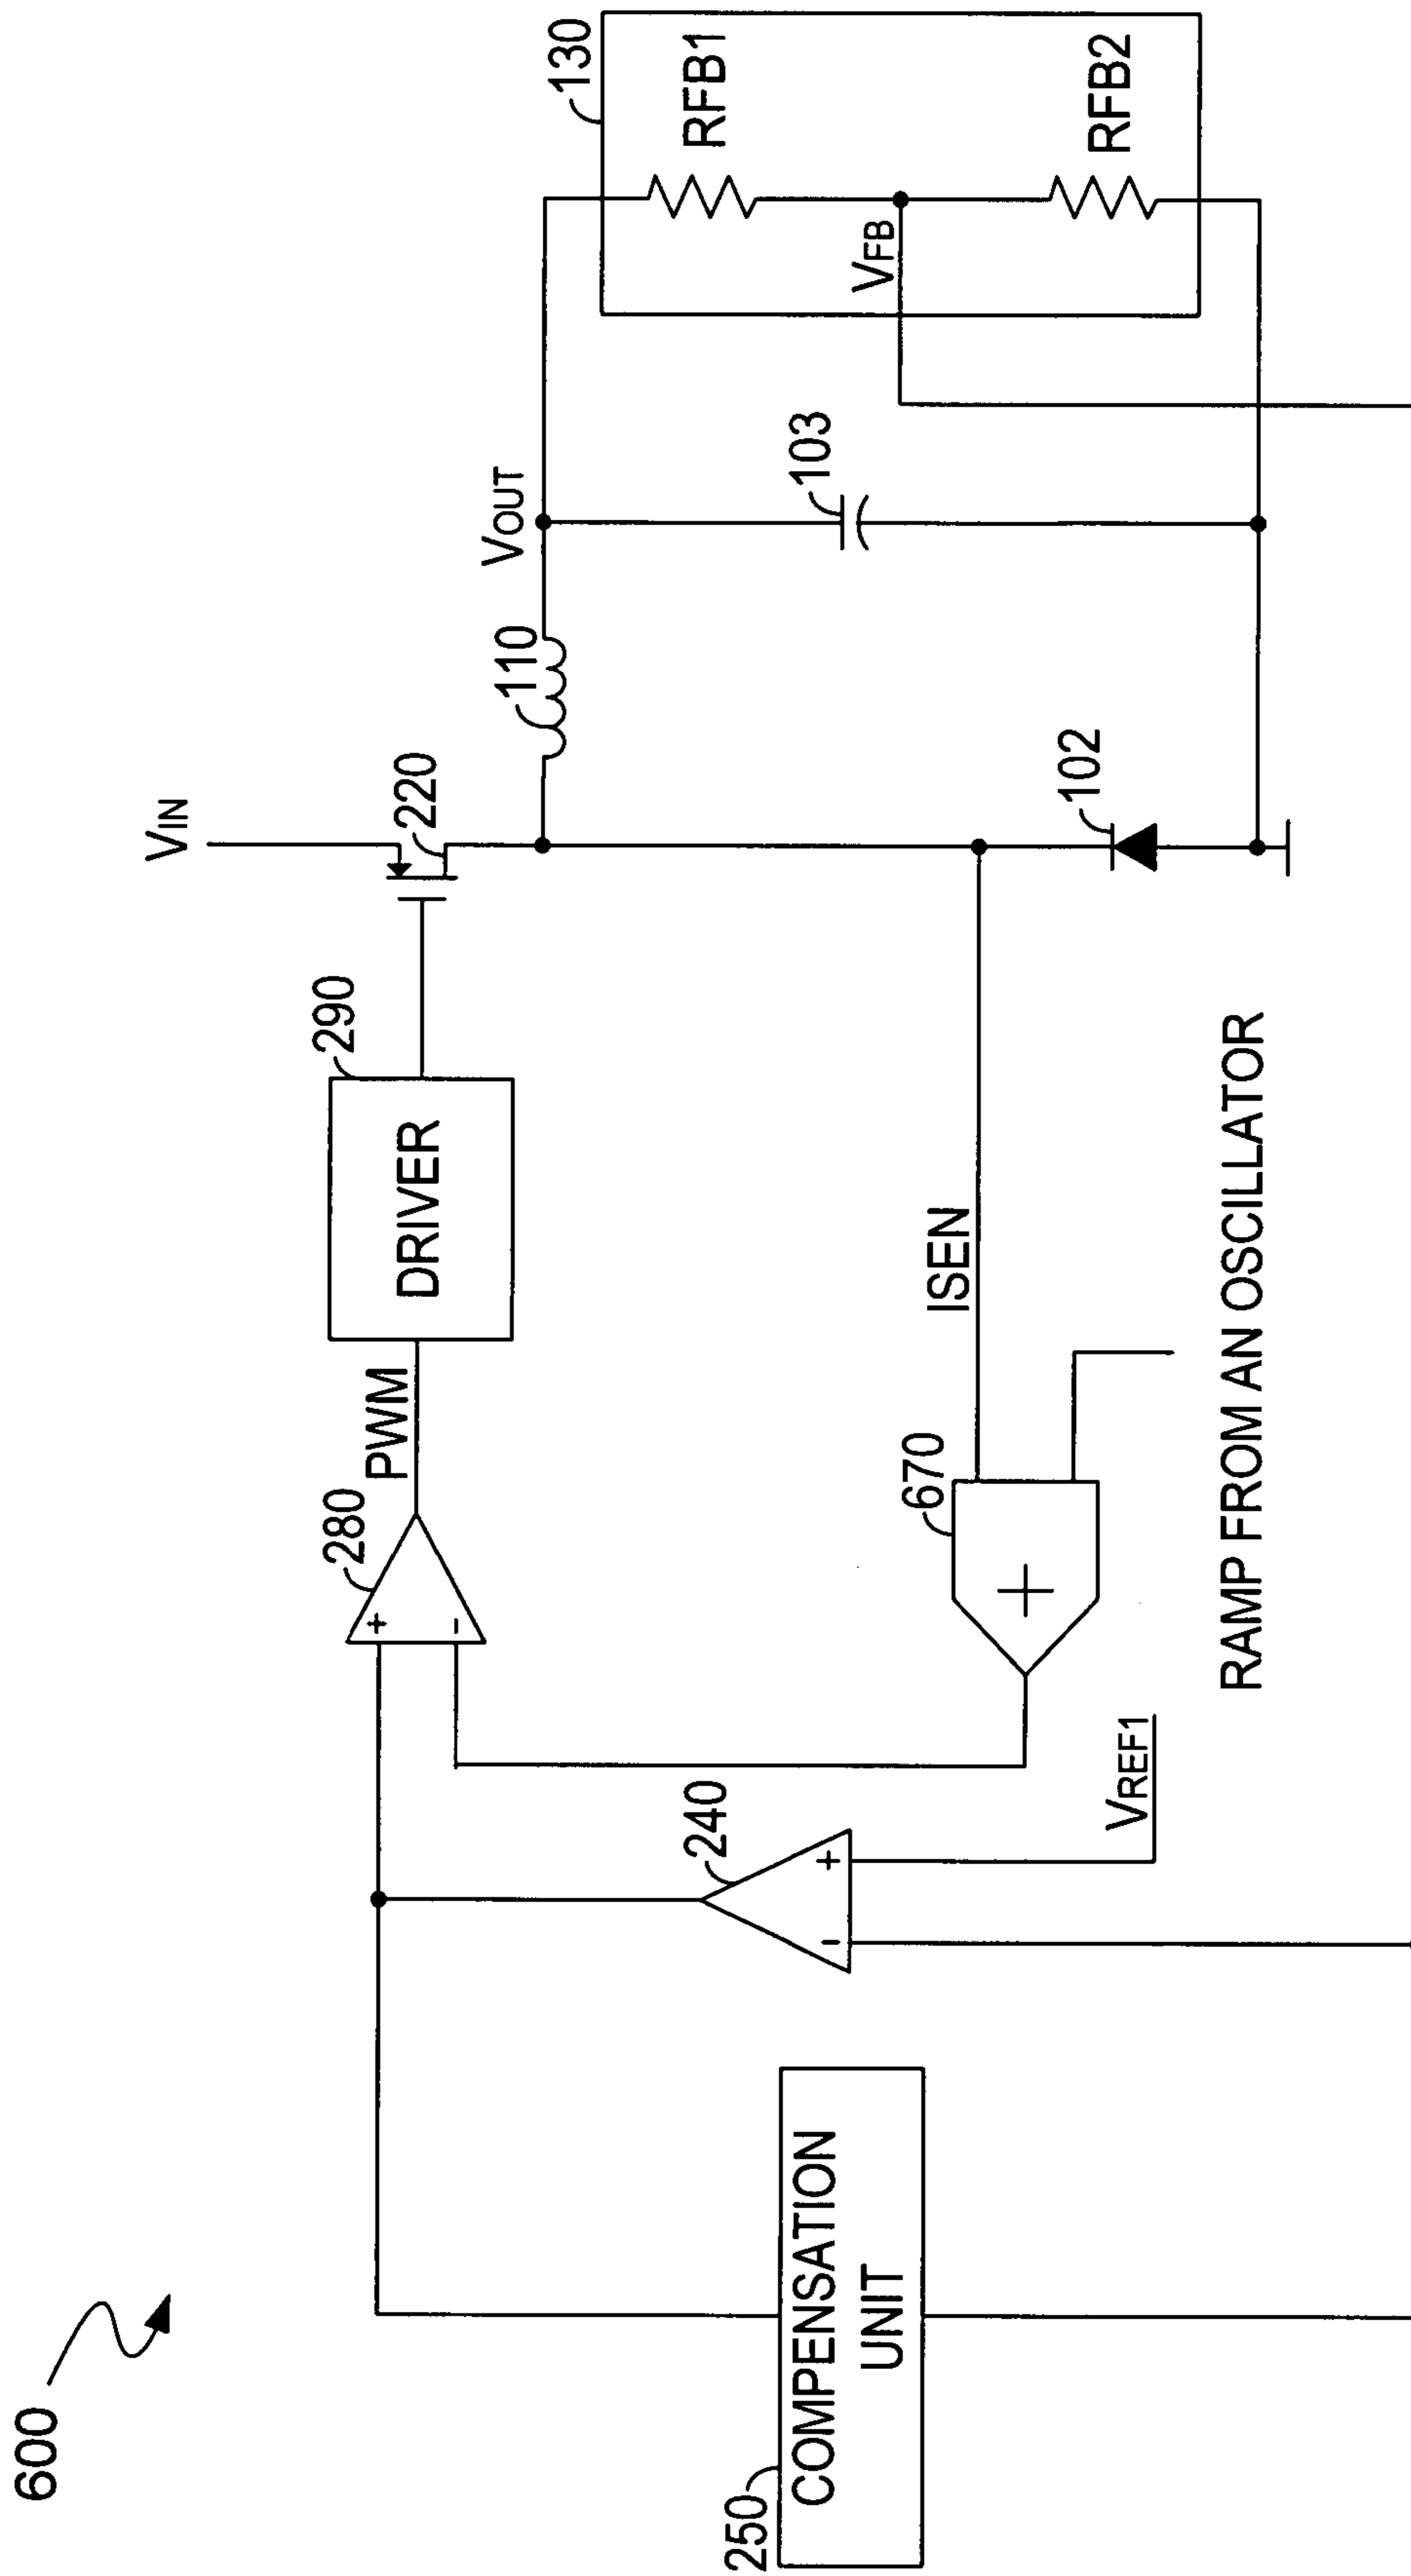 600
VIN
220
290
DRIVER
PWM
280
+
-
110
VOUT
130
RFB1
VFB
RFB2
103
102
ISEN
670
+
RAMP FROM AN OSCILLATOR
240
+
-
VREF1
250
COMPENSATION
UNIT